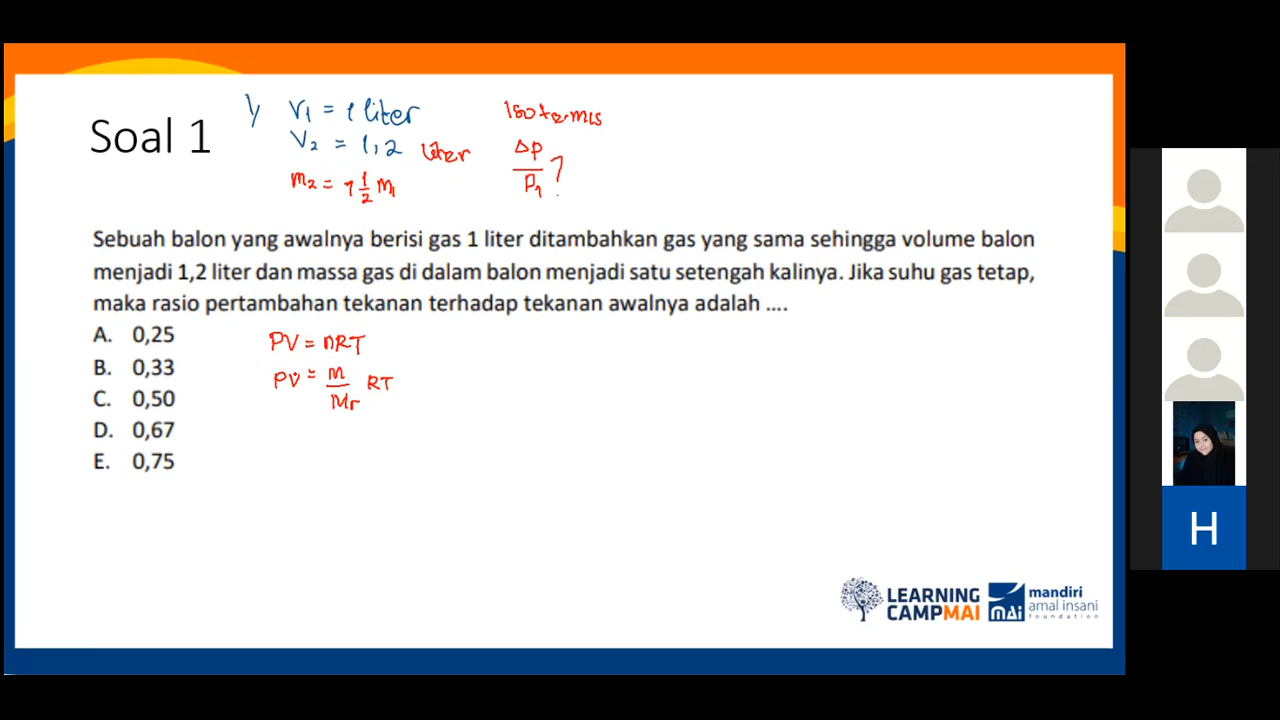 Soal 1
V1 = 1 liter
V2 = 1,2 liter
m2 = 1 1/2 m1
Isotermis
Δp
P1
?
Sebuah balon yang awalnya berisi gas 1 liter ditambahkan gas yang sama sehingga volume balon
menjadi 1,2 liter dan massa gas di dalam balon menjadi satu setengah kalinya. Jika suhu gas tetap,
maka rasio pertambahan tekanan terhadap tekanan awalnya adalah ....
A. 0,25
B. 0,33
C. 0,50
D. 0,67
E. 0,75
PV = nRT
PV = m/Mr RT
LEARNING
CAMPMAI
MAI
mandiri
amal insani
foundation
H